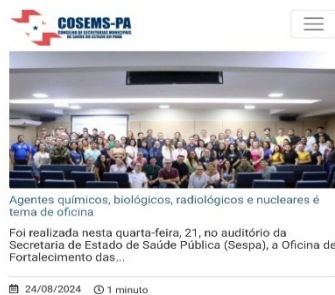 COSEMS-PA
CONSELHO DE SECRETARIAS MUNICIPAIS
DE SAÚDE DO ESTADO DO PARÁ
Agentes químicos, biológicos, radiológicos e nucleares é
tema de oficina
Foi realizada nesta quarta-feira, 21, no auditório da
Secretaria de Estado de Saúde Pública (Sespa), a Oficina de
Fortalecimento das...
24/08/2024 1 minuto